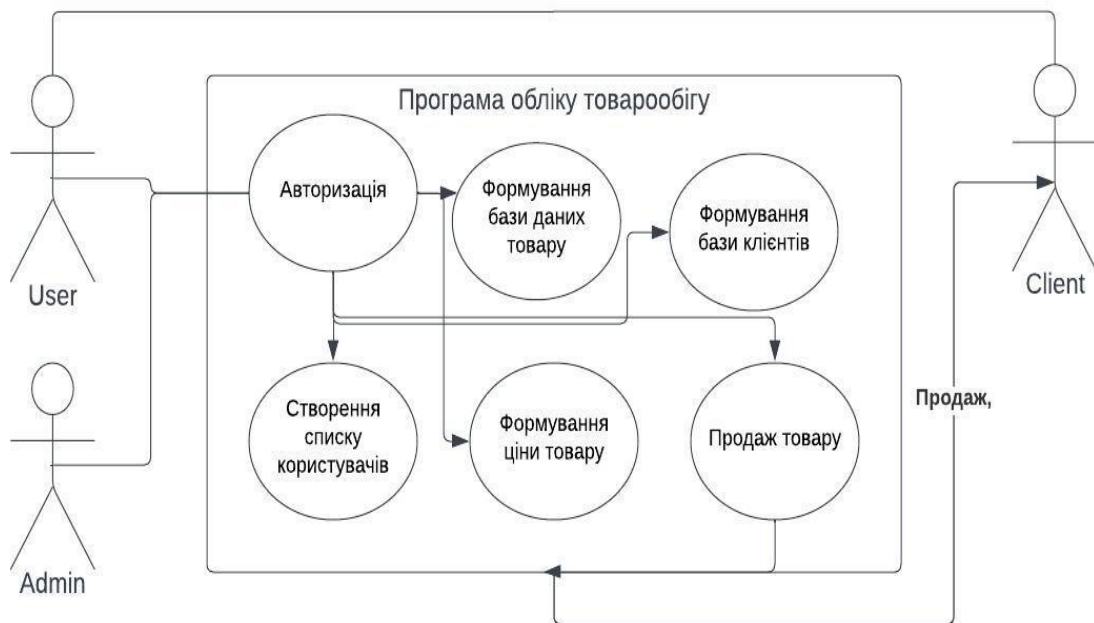 Програма обліку товарообігу
Авторизація
Формування
бази даних
товару
Формування
бази клієнтів
User
Client
Створення
списку
користувачів
Формування
ціни товару
Продаж товару
Продаж,
Admin